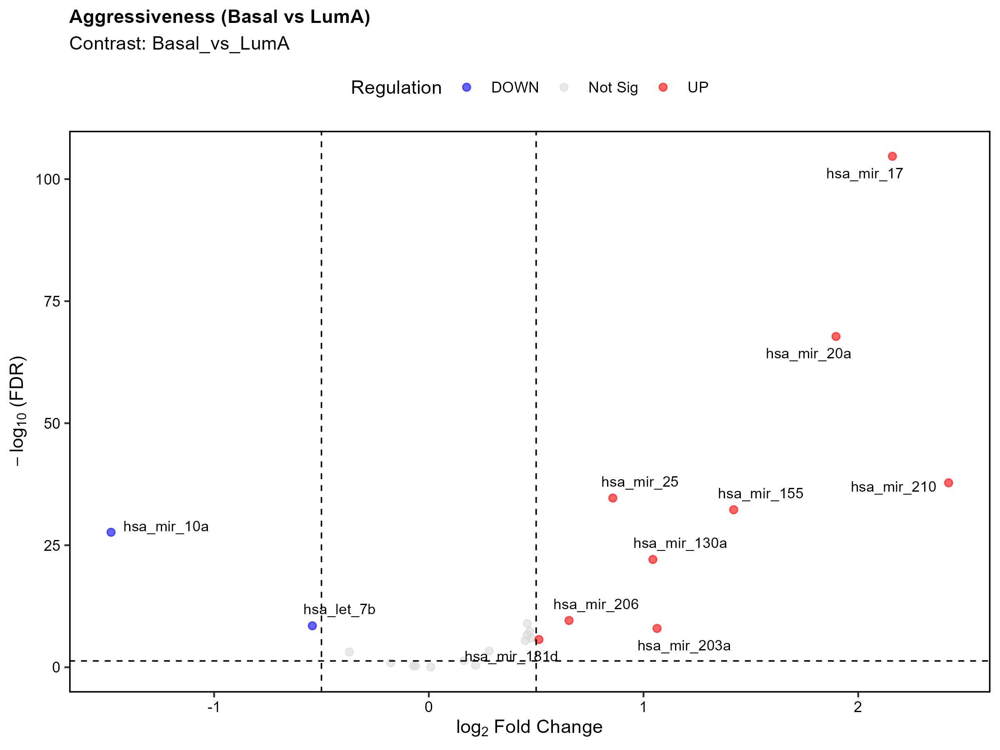 Aggressiveness (Basal vs LumA)
Contrast: Basal_vs_LumA
Regulation DOWN Not Sig UP
100
75
50
25
0
− log10 (FDR)
hsa_mir_17
hsa_mir_20a
hsa_mir_25
hsa_mir_210
hsa_mir_155
hsa_mir_10a
hsa_mir_130a
hsa_mir_206
hsa_let_7b
hsa_mir_203a
hsa_mir_181d
-1 0 1 2
log2 Fold Change